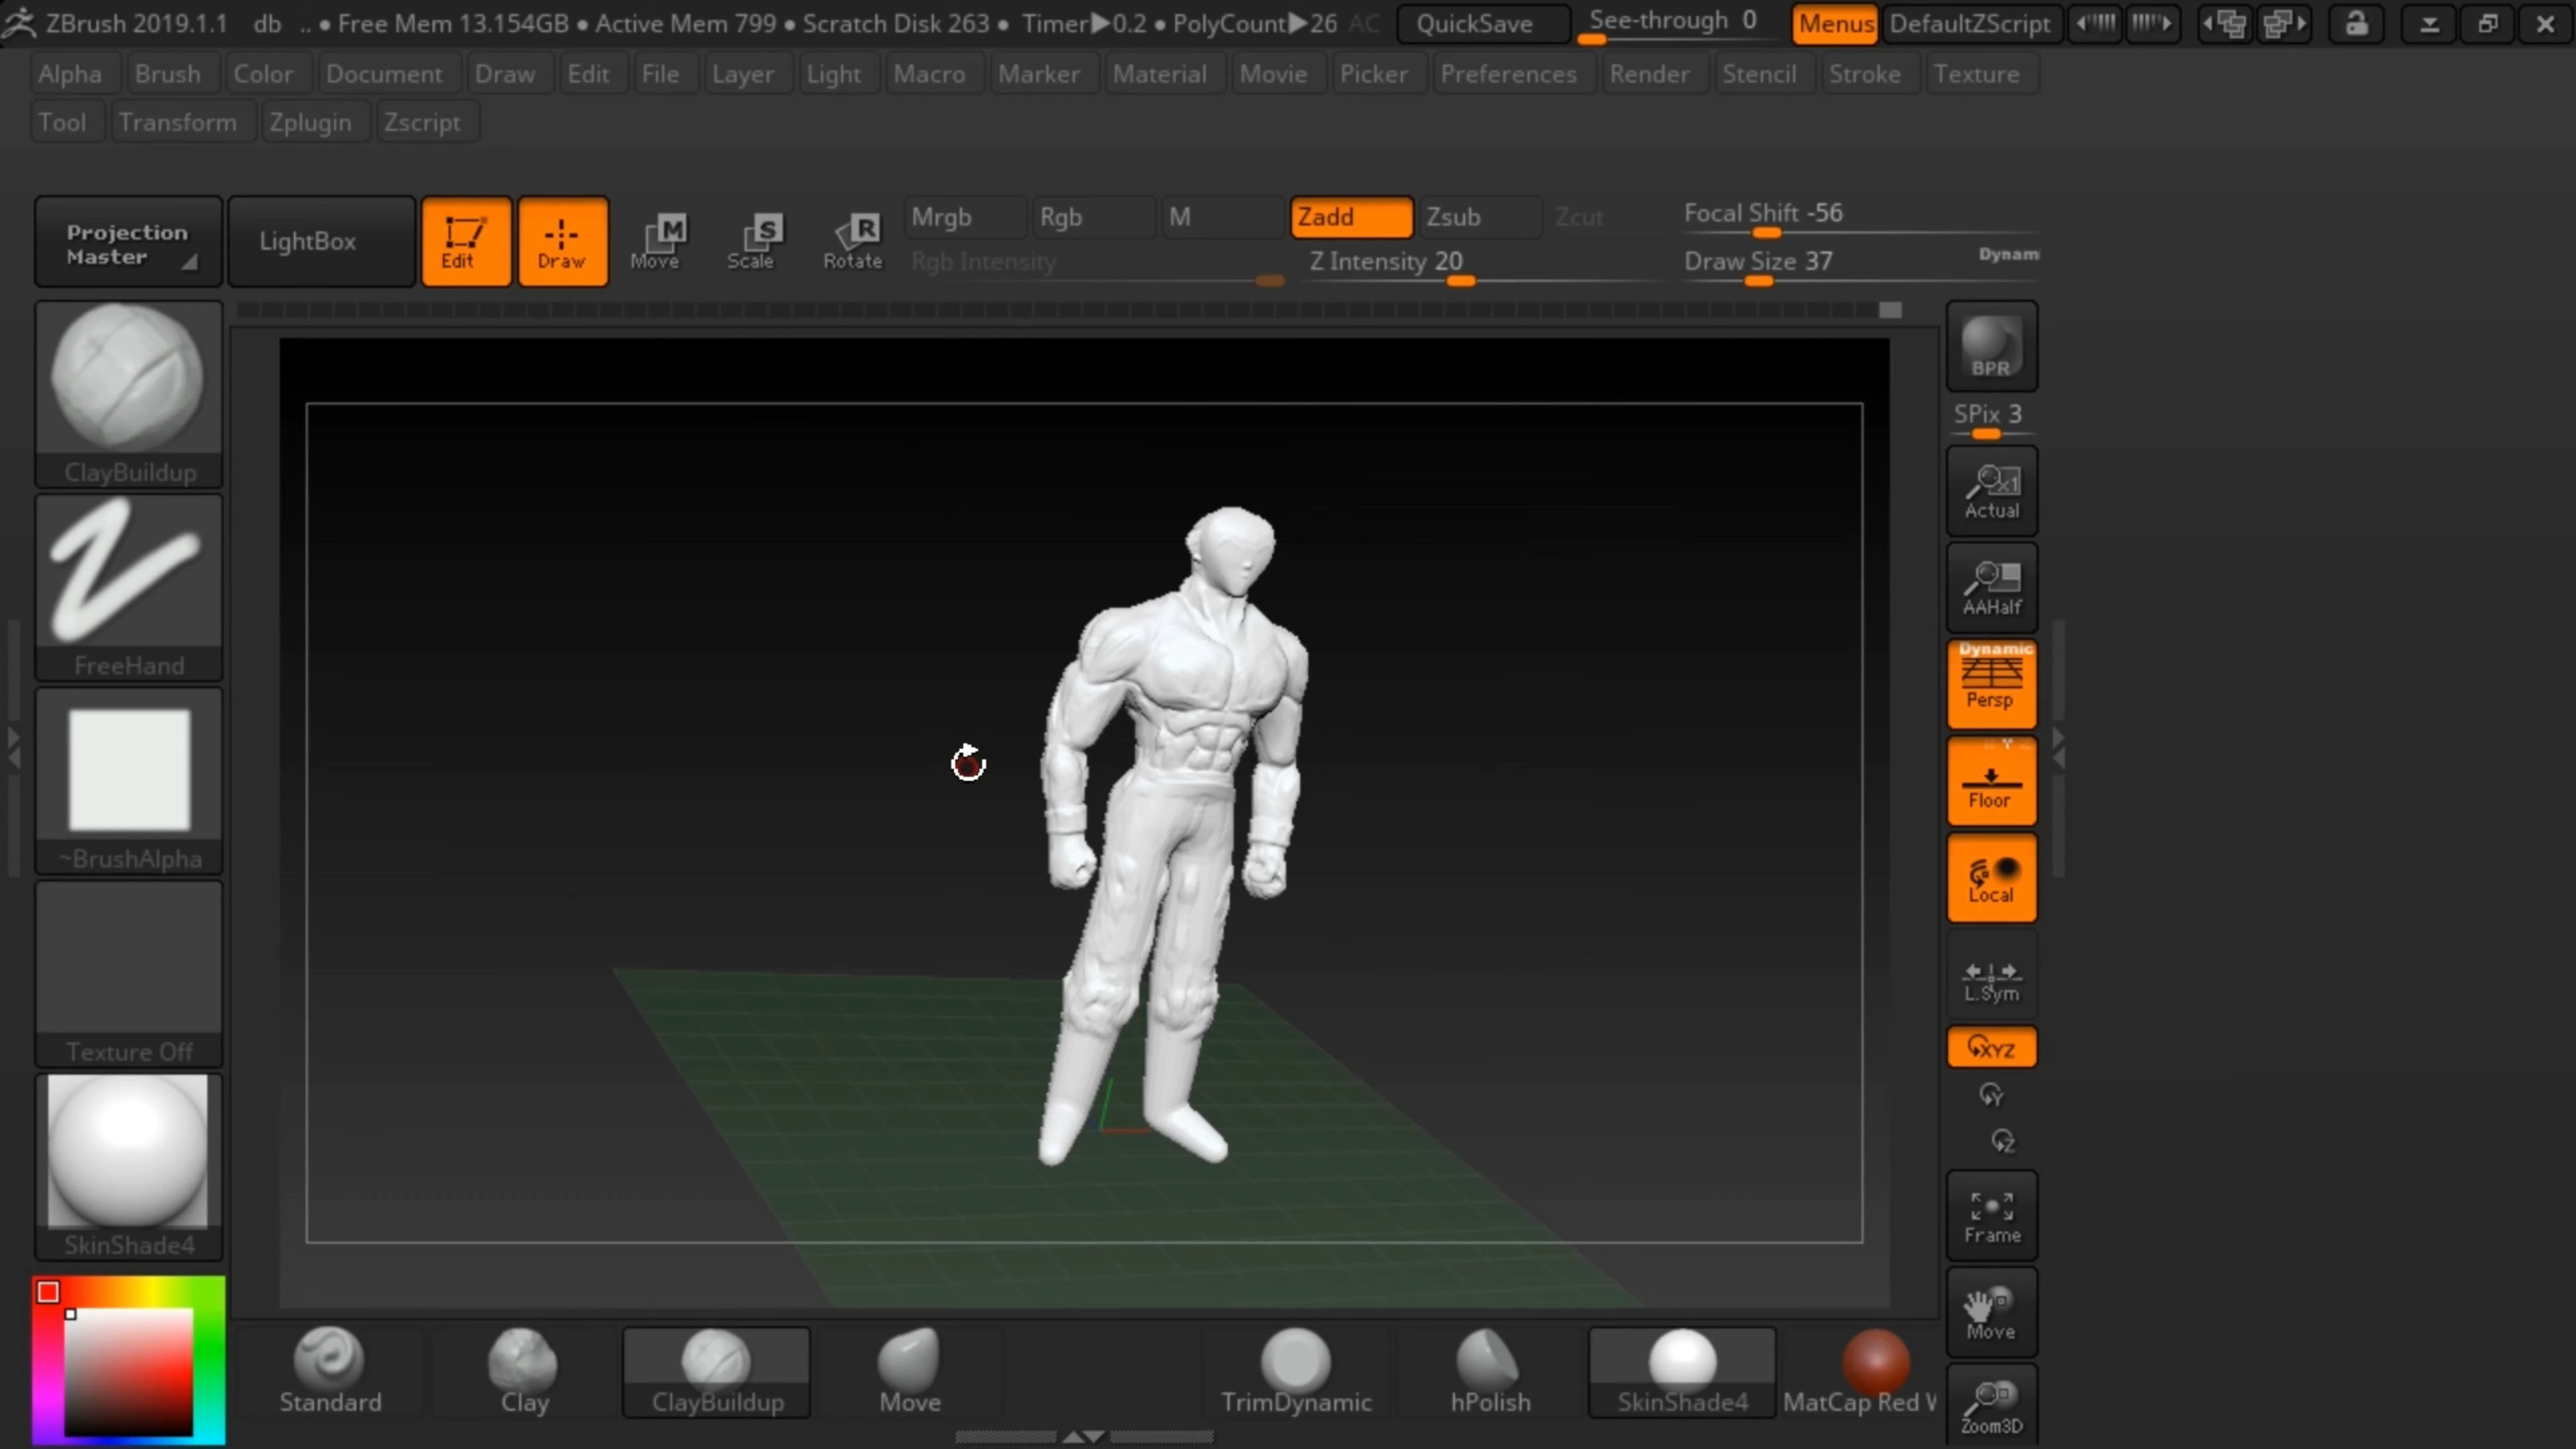 ZBrush 2019.1.1 db .. • Free Mem 13.154GB • Active Mem 799 • Scratch Disk 263 • Timer▶0.2 • PolyCount▶26 AC QuickSave See-through 0 Menus DefaultZScript
Alpha Brush Color Document Draw Edit File Layer Light Macro Marker Material Movie Picker Preferences Render Stencil Stroke Texture
Tool Transform Zplugin Zscript
Projection Master
LightBox
Edit
Draw
M Move
S Scale
R Rotate
Mrgb Rgb M Zadd Zsub Zcut
Focal Shift -56
Rgb Intensity
Z Intensity 20
Draw Size 37
Dynami
ClayBuildup
FreeHand
~BrushAlpha
Texture Off
SkinShade4
BPR
SPix 3
x1
Actual
AAHalf
Dynamic
Persp
Floor
Local
L.Sym
XYZ
Y
Z
Frame
Move
Zoom3D
Standard
Clay
ClayBuildup
Move
TrimDynamic
hPolish
SkinShade4
MatCap Red W